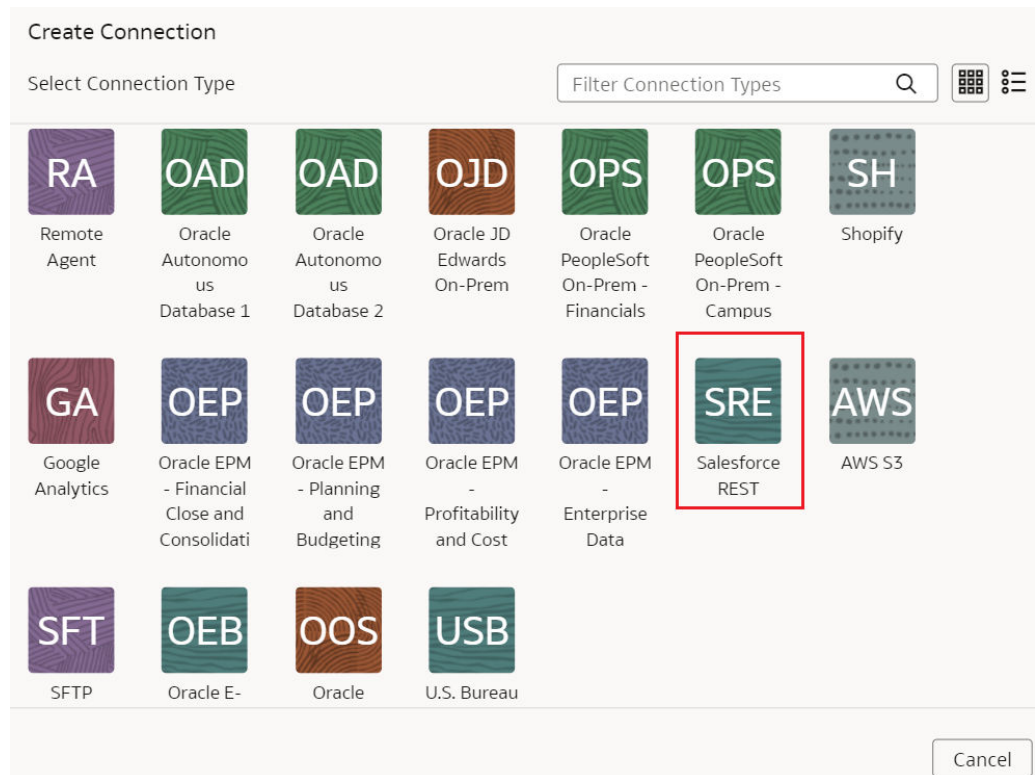 Create Connection
Select Connection Type
Filter Connection Types
RA OAD OAD OJD OPS OPS SH
Remote Agent
Oracle Autonomo us Database 1
Oracle Autonomo us Database 2
Oracle JD Edwards On-Prem
Oracle PeopleSoft On-Prem - Financials
Oracle PeopleSoft On-Prem - Campus
Shopify
GA OEP OEP OEP OEP SRE AWS
Google Analytics
Oracle EPM - Financial Close and Consolidati
Oracle EPM - Planning and Budgeting
Oracle EPM - Profitability and Cost
Oracle EPM - Enterprise Data
Salesforce REST
AWS S3
SFT OEB OOS USB
SFTP
Oracle E-
Oracle
U.S. Bureau
Cancel